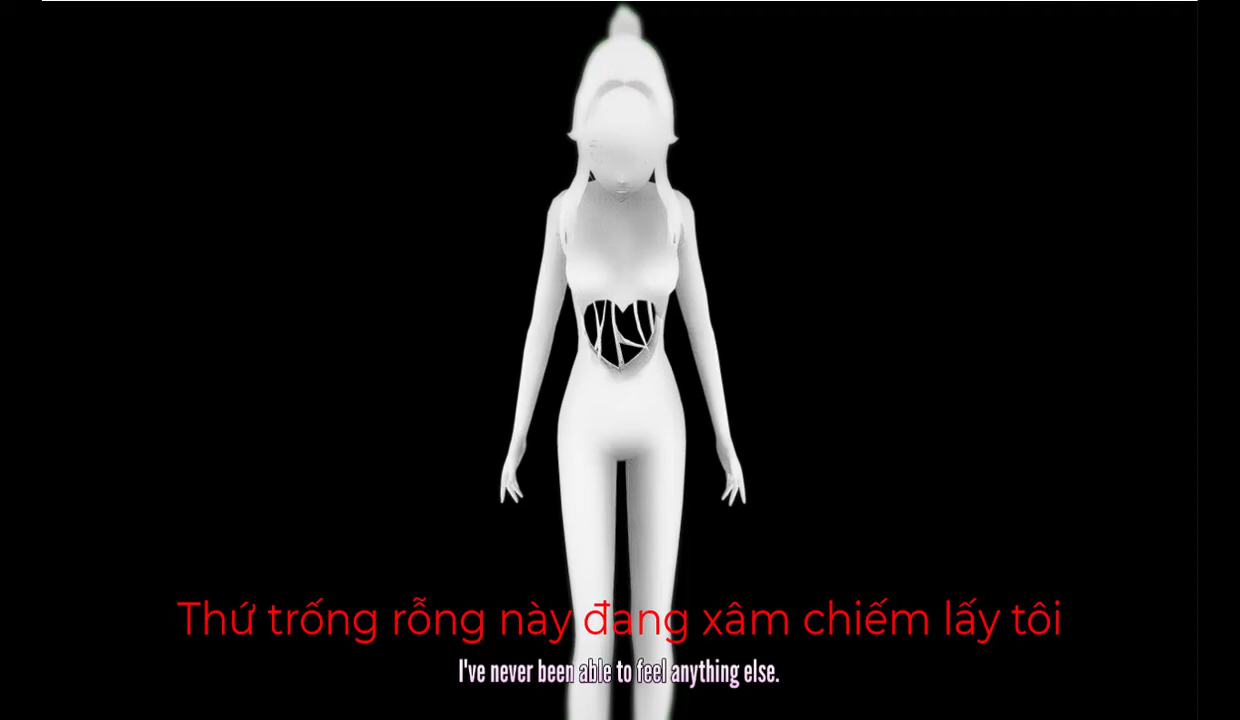 Thứ trống rỗng này đang xâm chiếm lấy tôi
I've never been able to feel anything else.